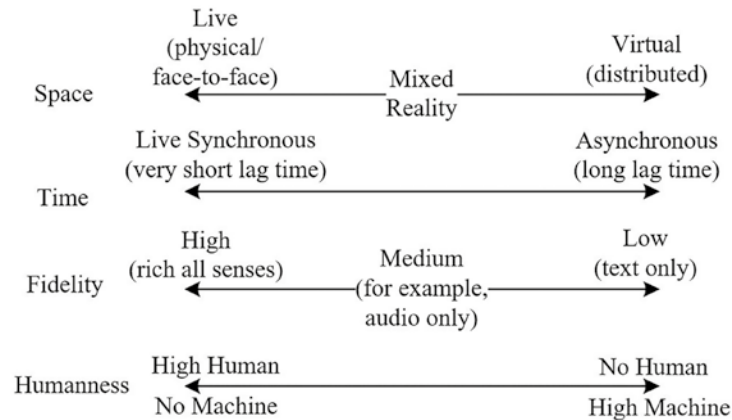 Live
(physical/
face-to-face)
Virtual
(distributed)
Space
Mixed
Reality
Live Synchronous
(very short lag time)
Asynchronous
(long lag time)
Time
High
(rich all senses)
Medium
(for example,
audio only)
Low
(text only)
Fidelity
High Human
No Machine
No Human
High Machine
Humanness